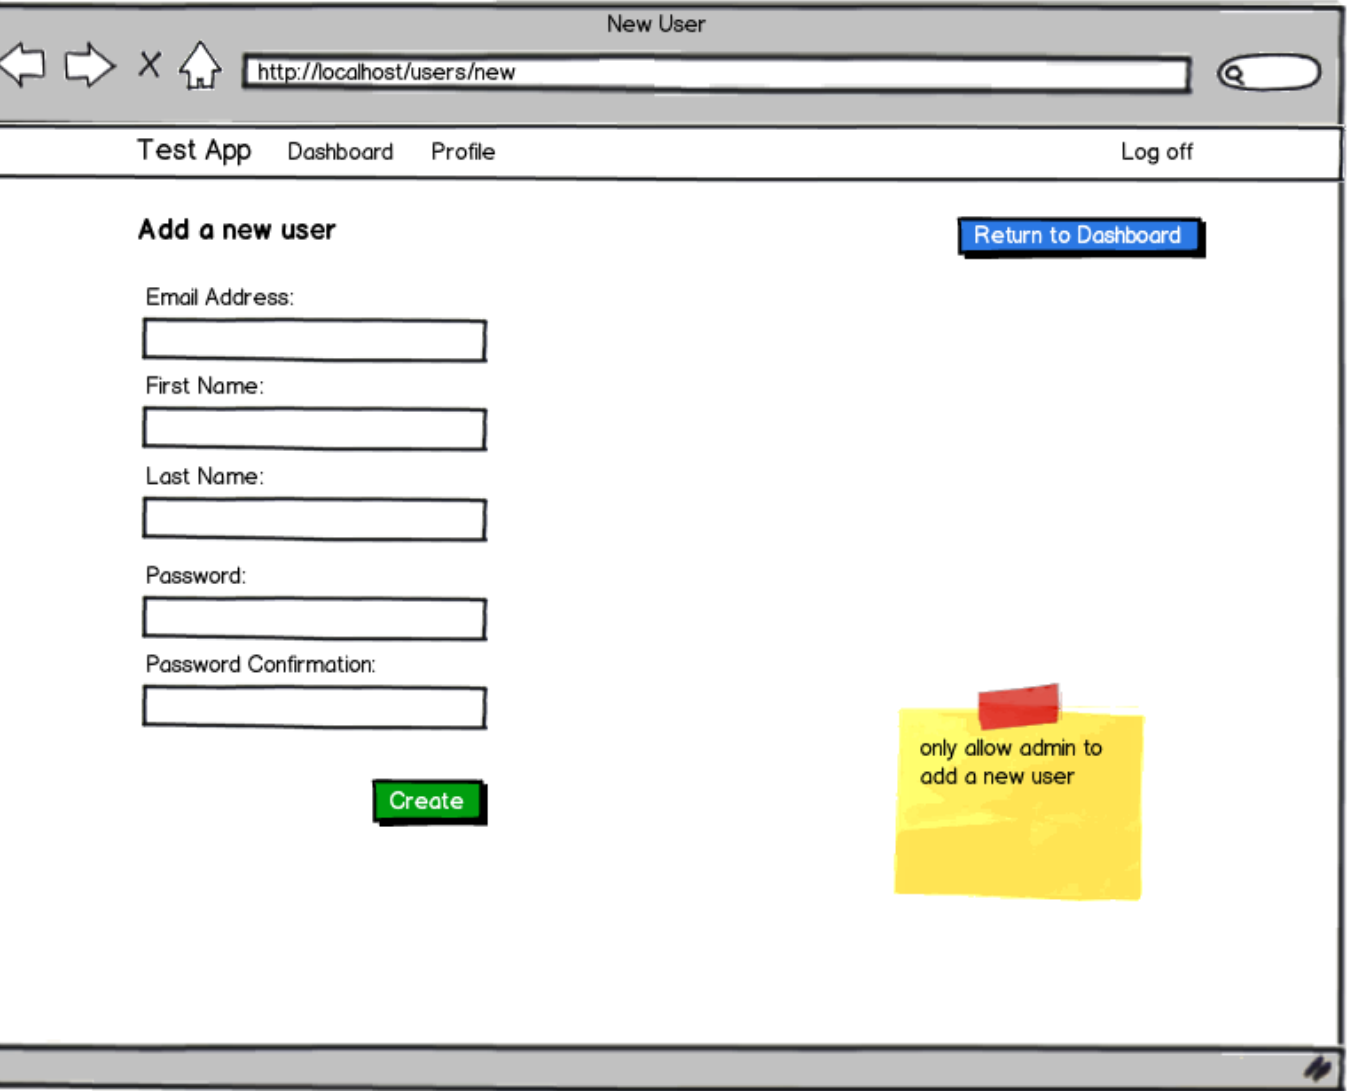 New User
http://localhost/users/new
Test App Dashboard Profile Log off
Add a new user
Return to Dashboard
Email Address:
First Name:
Last Name:
Password:
Password Confirmation:
only allow admin to
add a new user
Create